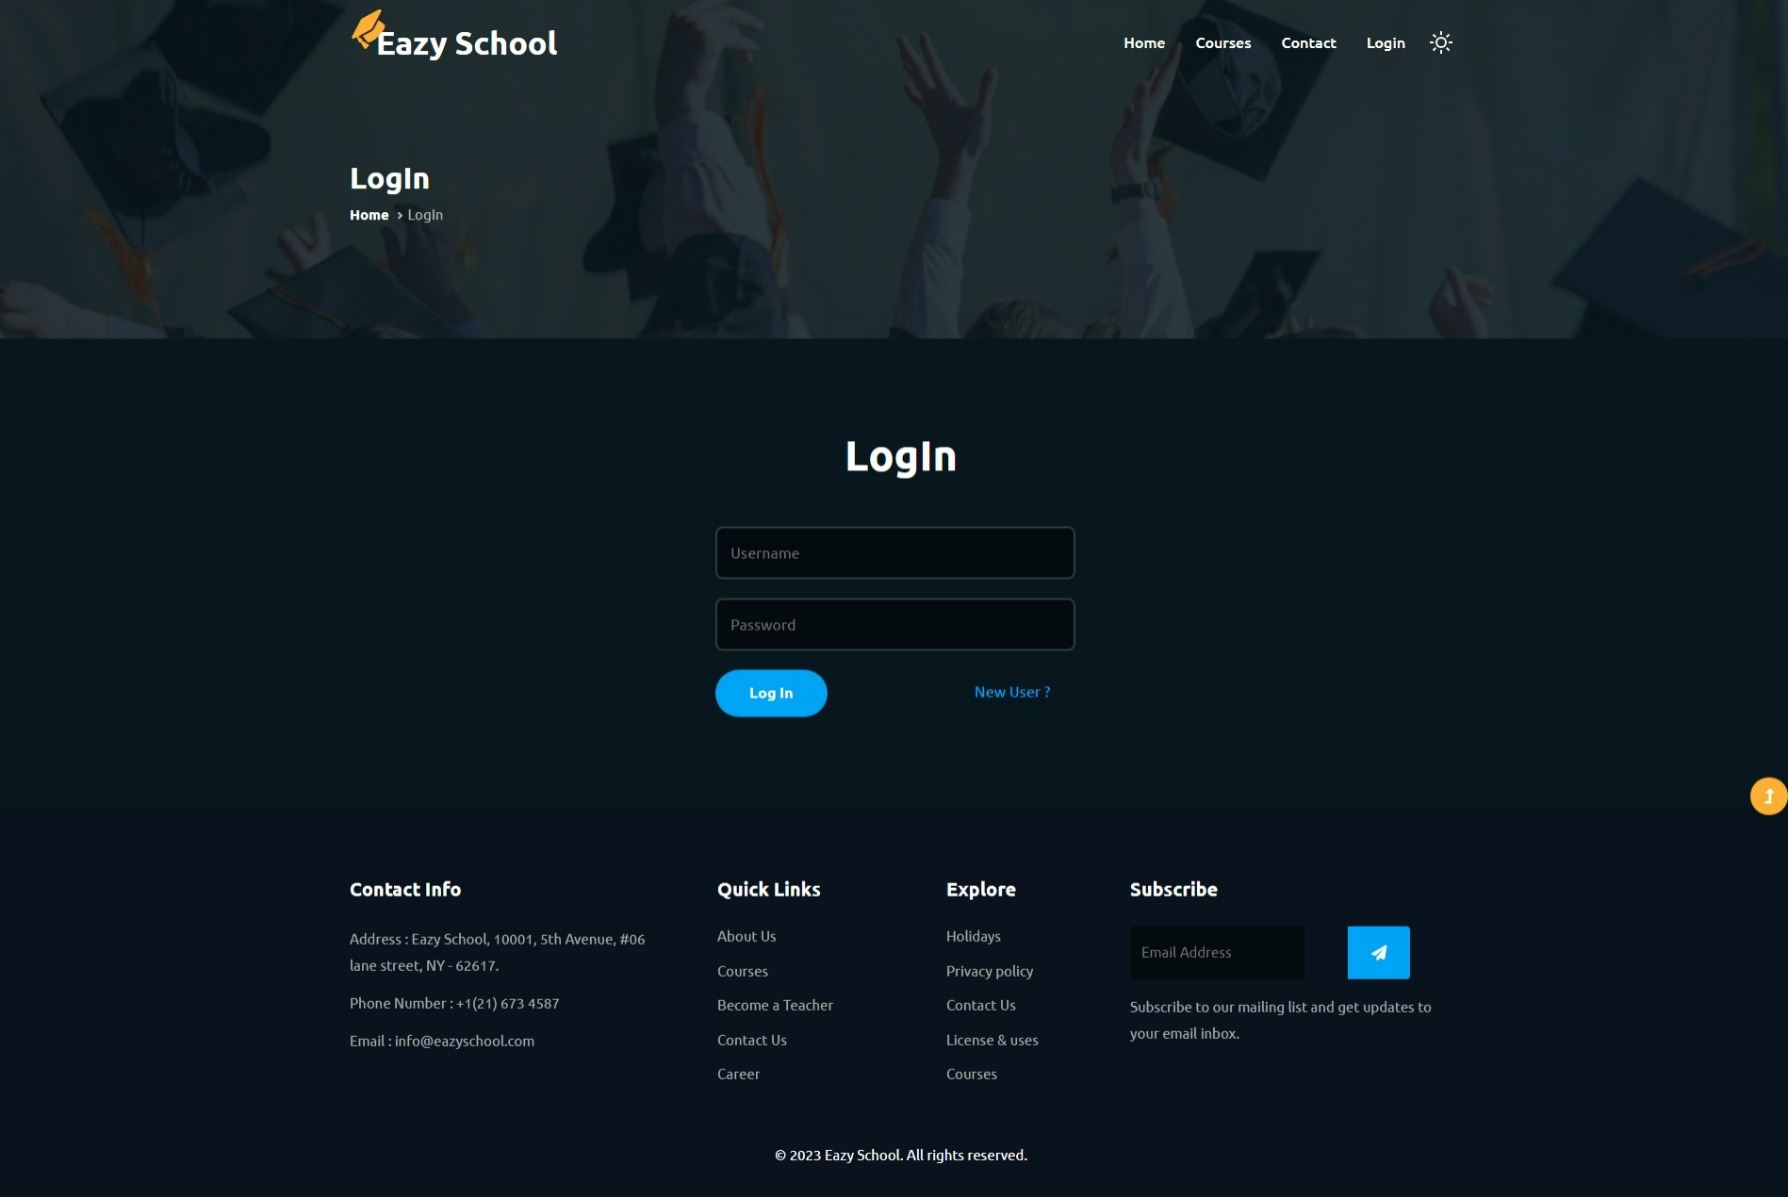 Eazy School
Home Courses Contact Login
LogIn
Home > LogIn
LogIn
Username
Password
Log In
New User ?
Contact Info
Address : Eazy School, 10001, 5th Avenue, #06
lane street, NY - 62617.
Phone Number : +1(21) 673 4587
Email : info@eazyschool.com
Quick Links
About Us
Courses
Become a Teacher
Contact Us
Career
Explore
Holidays
Privacy policy
Contact Us
License & uses
Courses
Subscribe
Email Address
Subscribe to our mailing list and get updates to
your email inbox.
© 2023 Eazy School. All rights reserved.